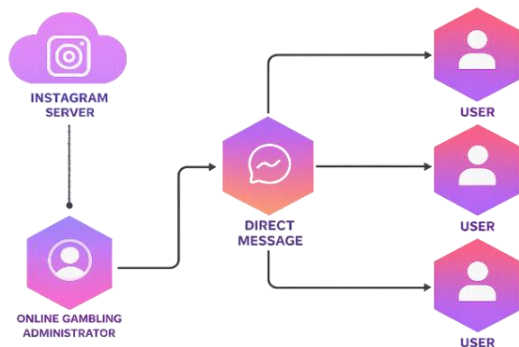 INSTAGRAM
SERVER
ONLINE GAMBLING
ADMINISTRATOR
DIRECT
MESSAGE
USER
USER
USER